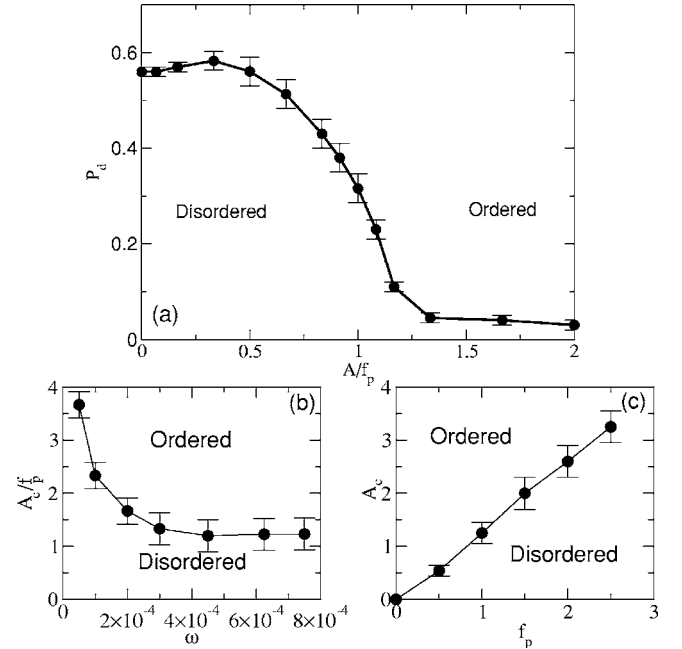 0.6
0.4
P_d
0.2
0
Disordered
Ordered
(a)
0 0.5 1 1.5 2
A/f_p
4
3
2
1
0
A_c/f_p
(b)
Ordered
Disordered
0 2×10⁻⁴ 4×10⁻⁴ 6×10⁻⁴ 8×10⁻⁴
ω
4
3
2
1
0
A_c
(c)
Ordered
Disordered
0 1 2 3
f_p